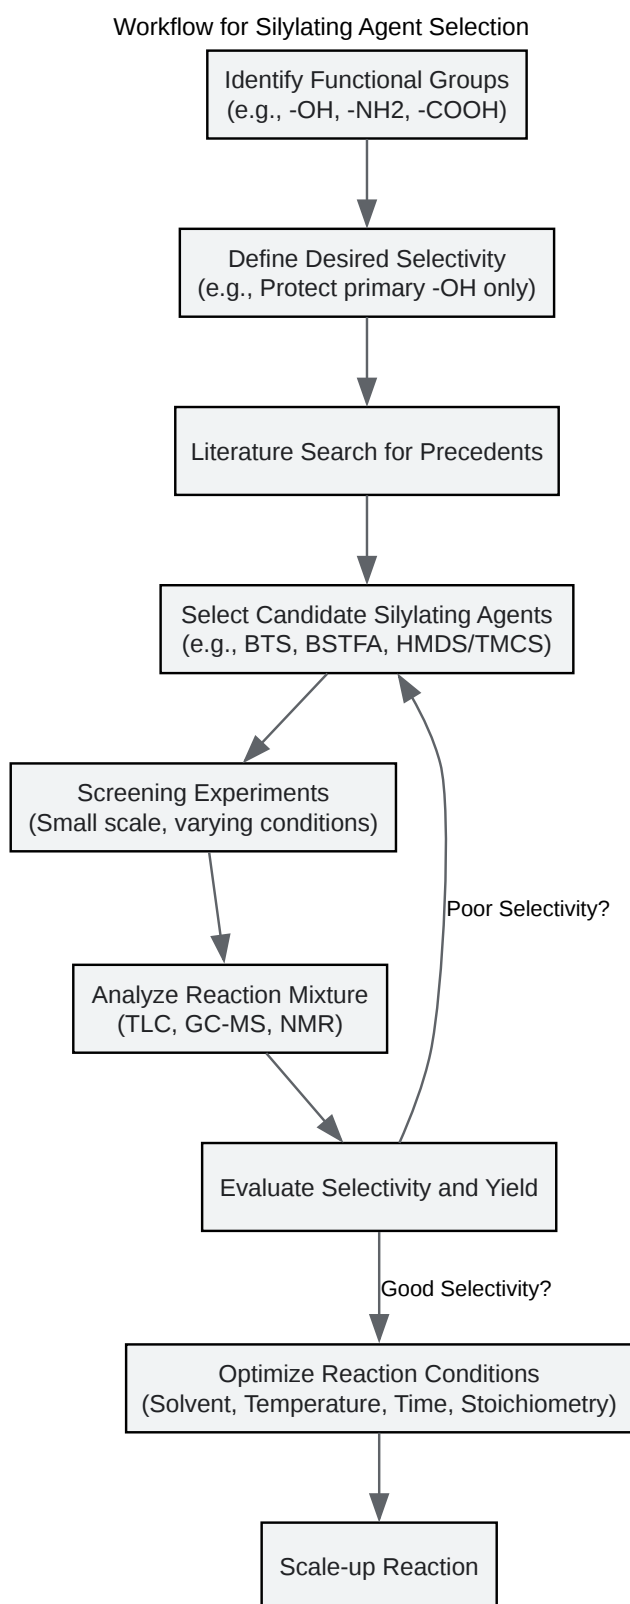 Workflow for Silylating Agent Selection
Identify Functional Groups
(e.g., -OH, -NH2, -COOH)
Define Desired Selectivity
(e.g., Protect primary -OH only)
Literature Search for Precedents
Select Candidate Silylating Agents
(e.g., BTS, BSTFA, HMDS/TMCS)
Screening Experiments
(Small scale, varying conditions)
Poor Selectivity?
Analyze Reaction Mixture
(TLC, GC-MS, NMR)
Evaluate Selectivity and Yield
Good Selectivity?
Optimize Reaction Conditions
(Solvent, Temperature, Time, Stoichiometry)
Scale-up Reaction